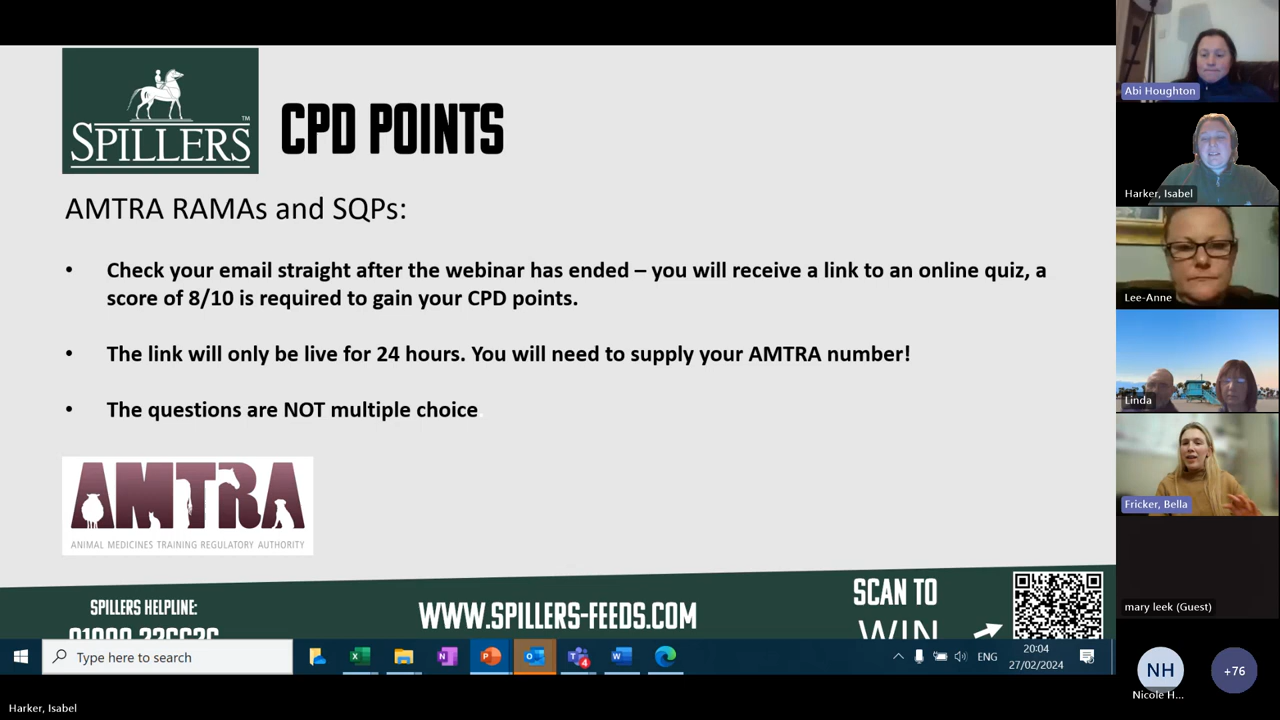 SPILLERS™
CPD POINTS
AMTRA RAMAs and SQPs:
• Check your email straight after the webinar has ended – you will receive a link to an online quiz, a
score of 8/10 is required to gain your CPD points.
• The link will only be live for 24 hours. You will need to supply your AMTRA number!
• The questions are NOT multiple choice.
AMTRA
ANIMAL MEDICINES TRAINING REGULATORY AUTHORITY
SPILLERS HELPLINE:
WWW.SPILLERS-FEEDS.COM
SCAN TO
WIN
Type here to search
4
ENG
20:04
27/02/2024
Abi Houghton
Harker, Isabel
Lee-Anne
Linda
Fricker, Bella
mary leek (Guest)
NH
Nicole H...
+76
Harker, Isabel